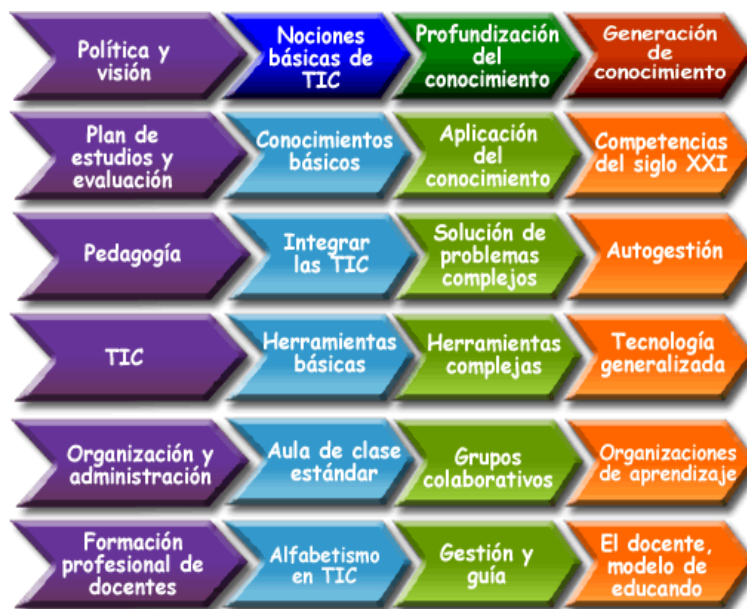 Política y
visión
Nociones
básicas de
TIC
Profundización
del
conocimiento
Generación
de
conocimiento
Plan de
estudios y
evaluación
Conocimientos
básicos
Aplicación
del
conocimiento
Competencias
del siglo XXI
Pedagogía
Integrar
las TIC
Solución de
problemas
complejos
Autogestión
TIC
Herramientas
básicas
Herramientas
complejas
Tecnología
generalizada
Organización y
administración
Aula de clase
estándar
Grupos
colaborativos
Organizaciones
de aprendizaje
Formación
profesional de
docentes
Alfabetismo
en TIC
Gestión y
guía
El docente,
modelo de
educando